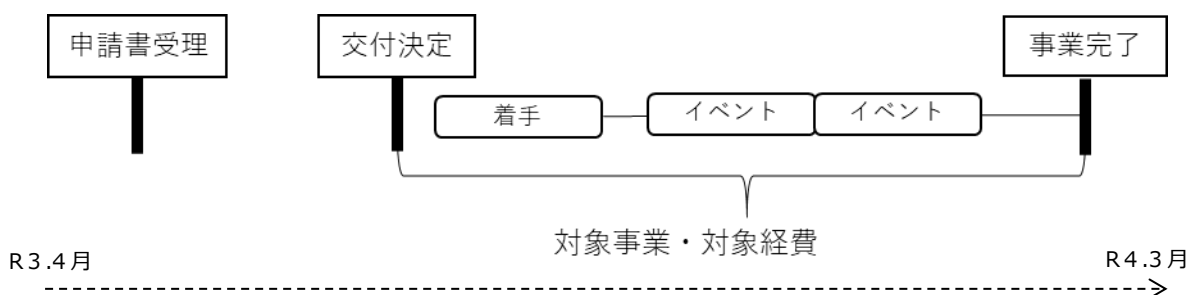 申請書受理
交付決定
事業完了
着手
イベント
イベント
対象事業・対象経費
R3.4月
R4.3月